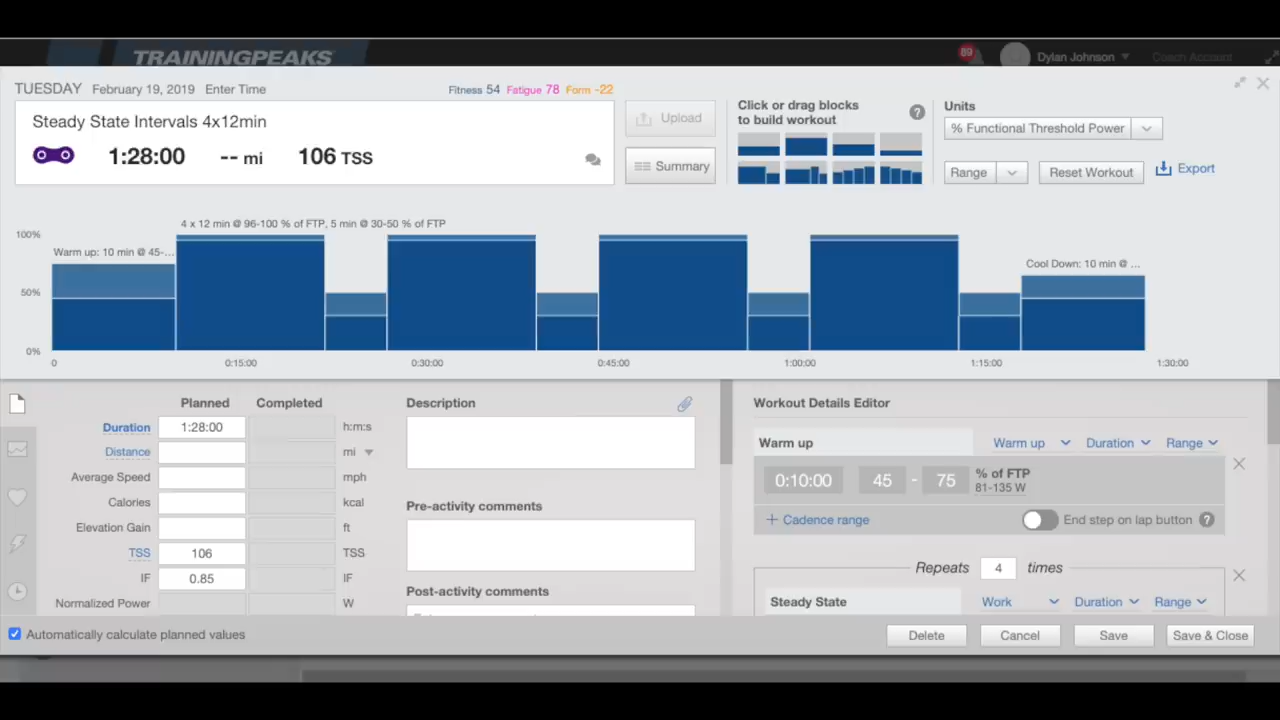 TRAININGPEAKS
89
Dylan Johnson
Coach Account
TUESDAY February 19, 2019 Enter Time
Fitness 54 Fatigue 78 Form -22
Steady State Intervals 4x12min
1:28:00 -- mi 106 TSS
Upload
Summary
Click or drag blocks
to build workout
?
Units
% Functional Threshold Power
Range
Reset Workout
Export
4 x 12 min @ 96-100 % of FTP, 5 min @ 30-50 % of FTP
100%
Warm up: 10 min @ 45-...
Cool Down: 10 min @ ...
50%
0%
0 0:15:00 0:30:00 0:45:00 1:00:00 1:15:00 1:30:00
Planned Completed
Duration 1:28:00 h:m:s
Distance mi
Average Speed mph
Calories kcal
Elevation Gain ft
TSS 106 TSS
IF 0.85 IF
Normalized Power W
Description
Pre-activity comments
Post-activity comments
Workout Details Editor
Warm up Warm up Duration Range
0:10:00 45 - 75 % of FTP
81-135 W
+ Cadence range End step on lap button ?
Repeats 4 times
Steady State Work Duration Range
Automatically calculate planned values
Delete Cancel Save Save & Close